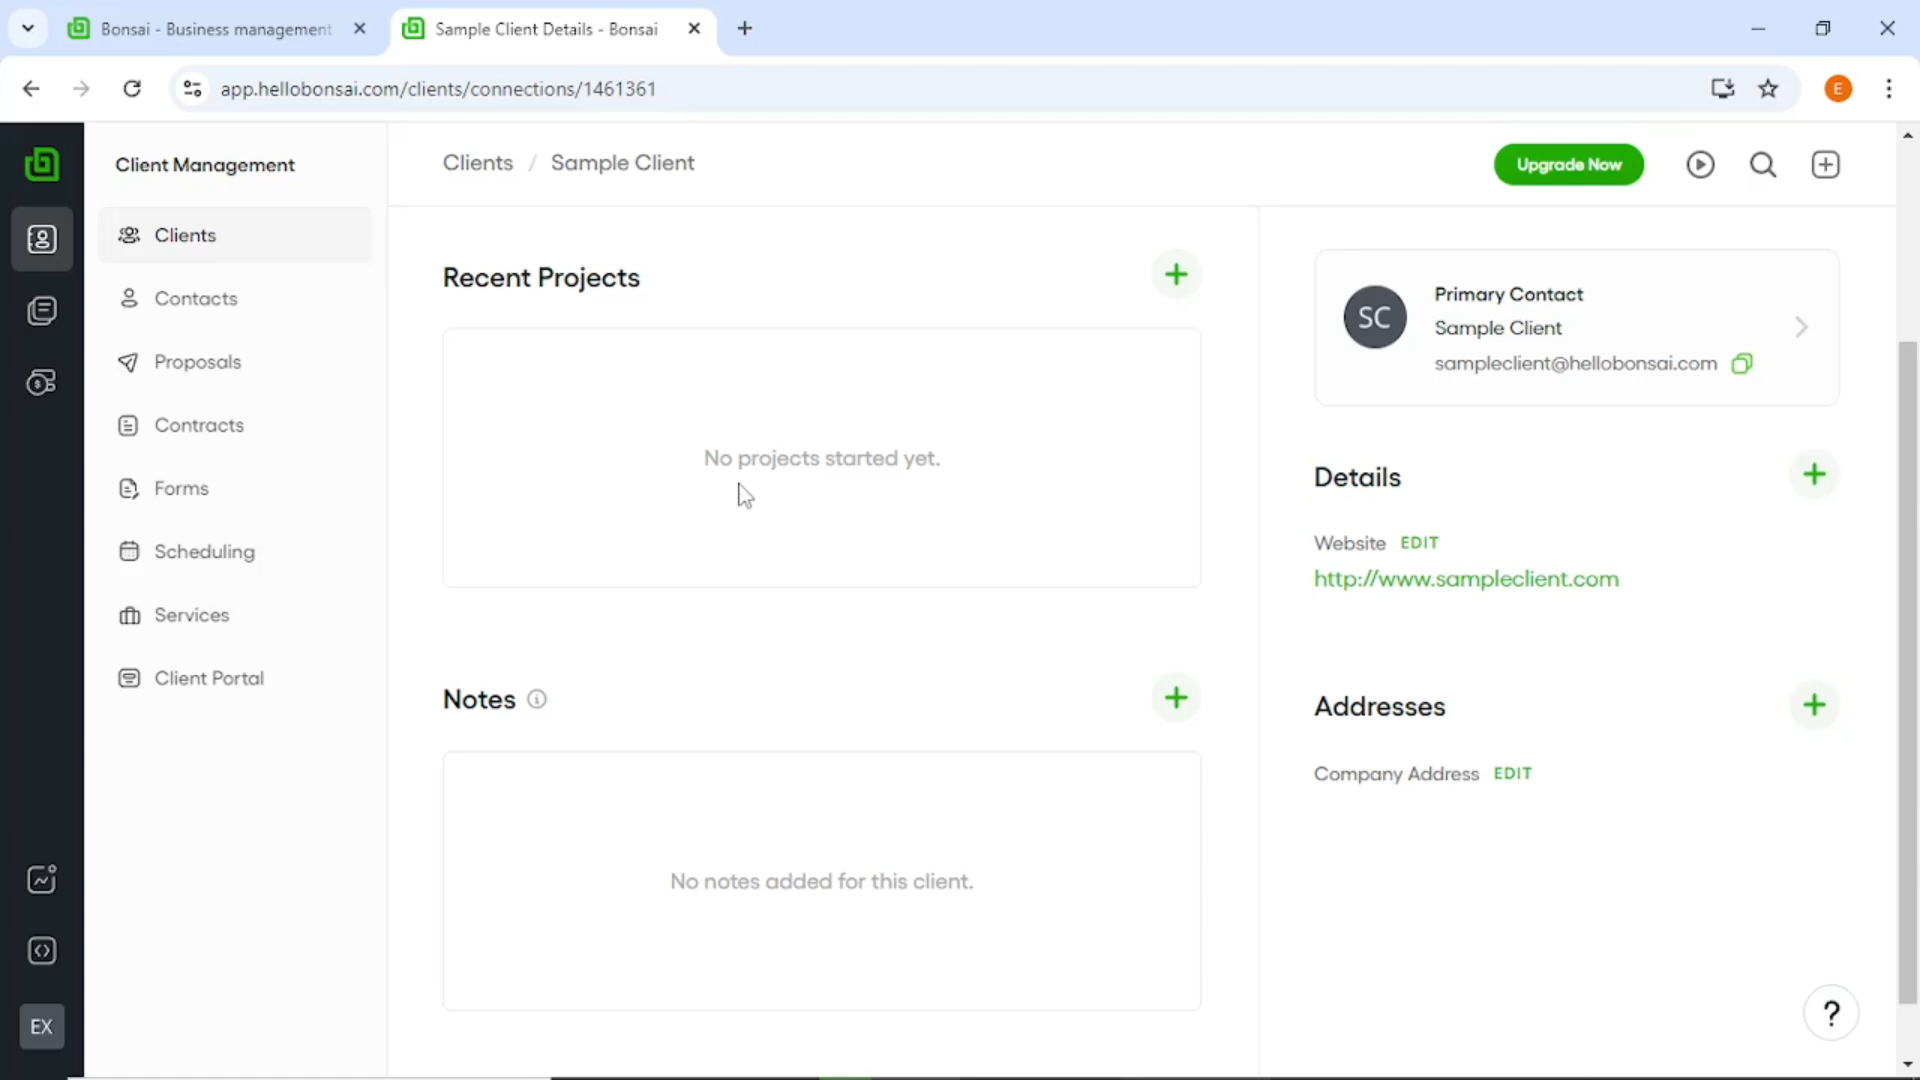 Bonsai - Business management
Sample Client Details - Bonsai
app.hellobonsai.com/clients/connections/1461361
E
Client Management
Clients
Contacts
Proposals
Contracts
Forms
Scheduling
Services
Client Portal
EX
Clients / Sample Client
Upgrade Now
Recent Projects
No projects started yet.
Notes
No notes added for this client.
SC
Primary Contact
Sample Client
sampleclient@hellobonsai.com
Details
Website EDIT
http://www.sampleclient.com
Addresses
Company Address EDIT
?